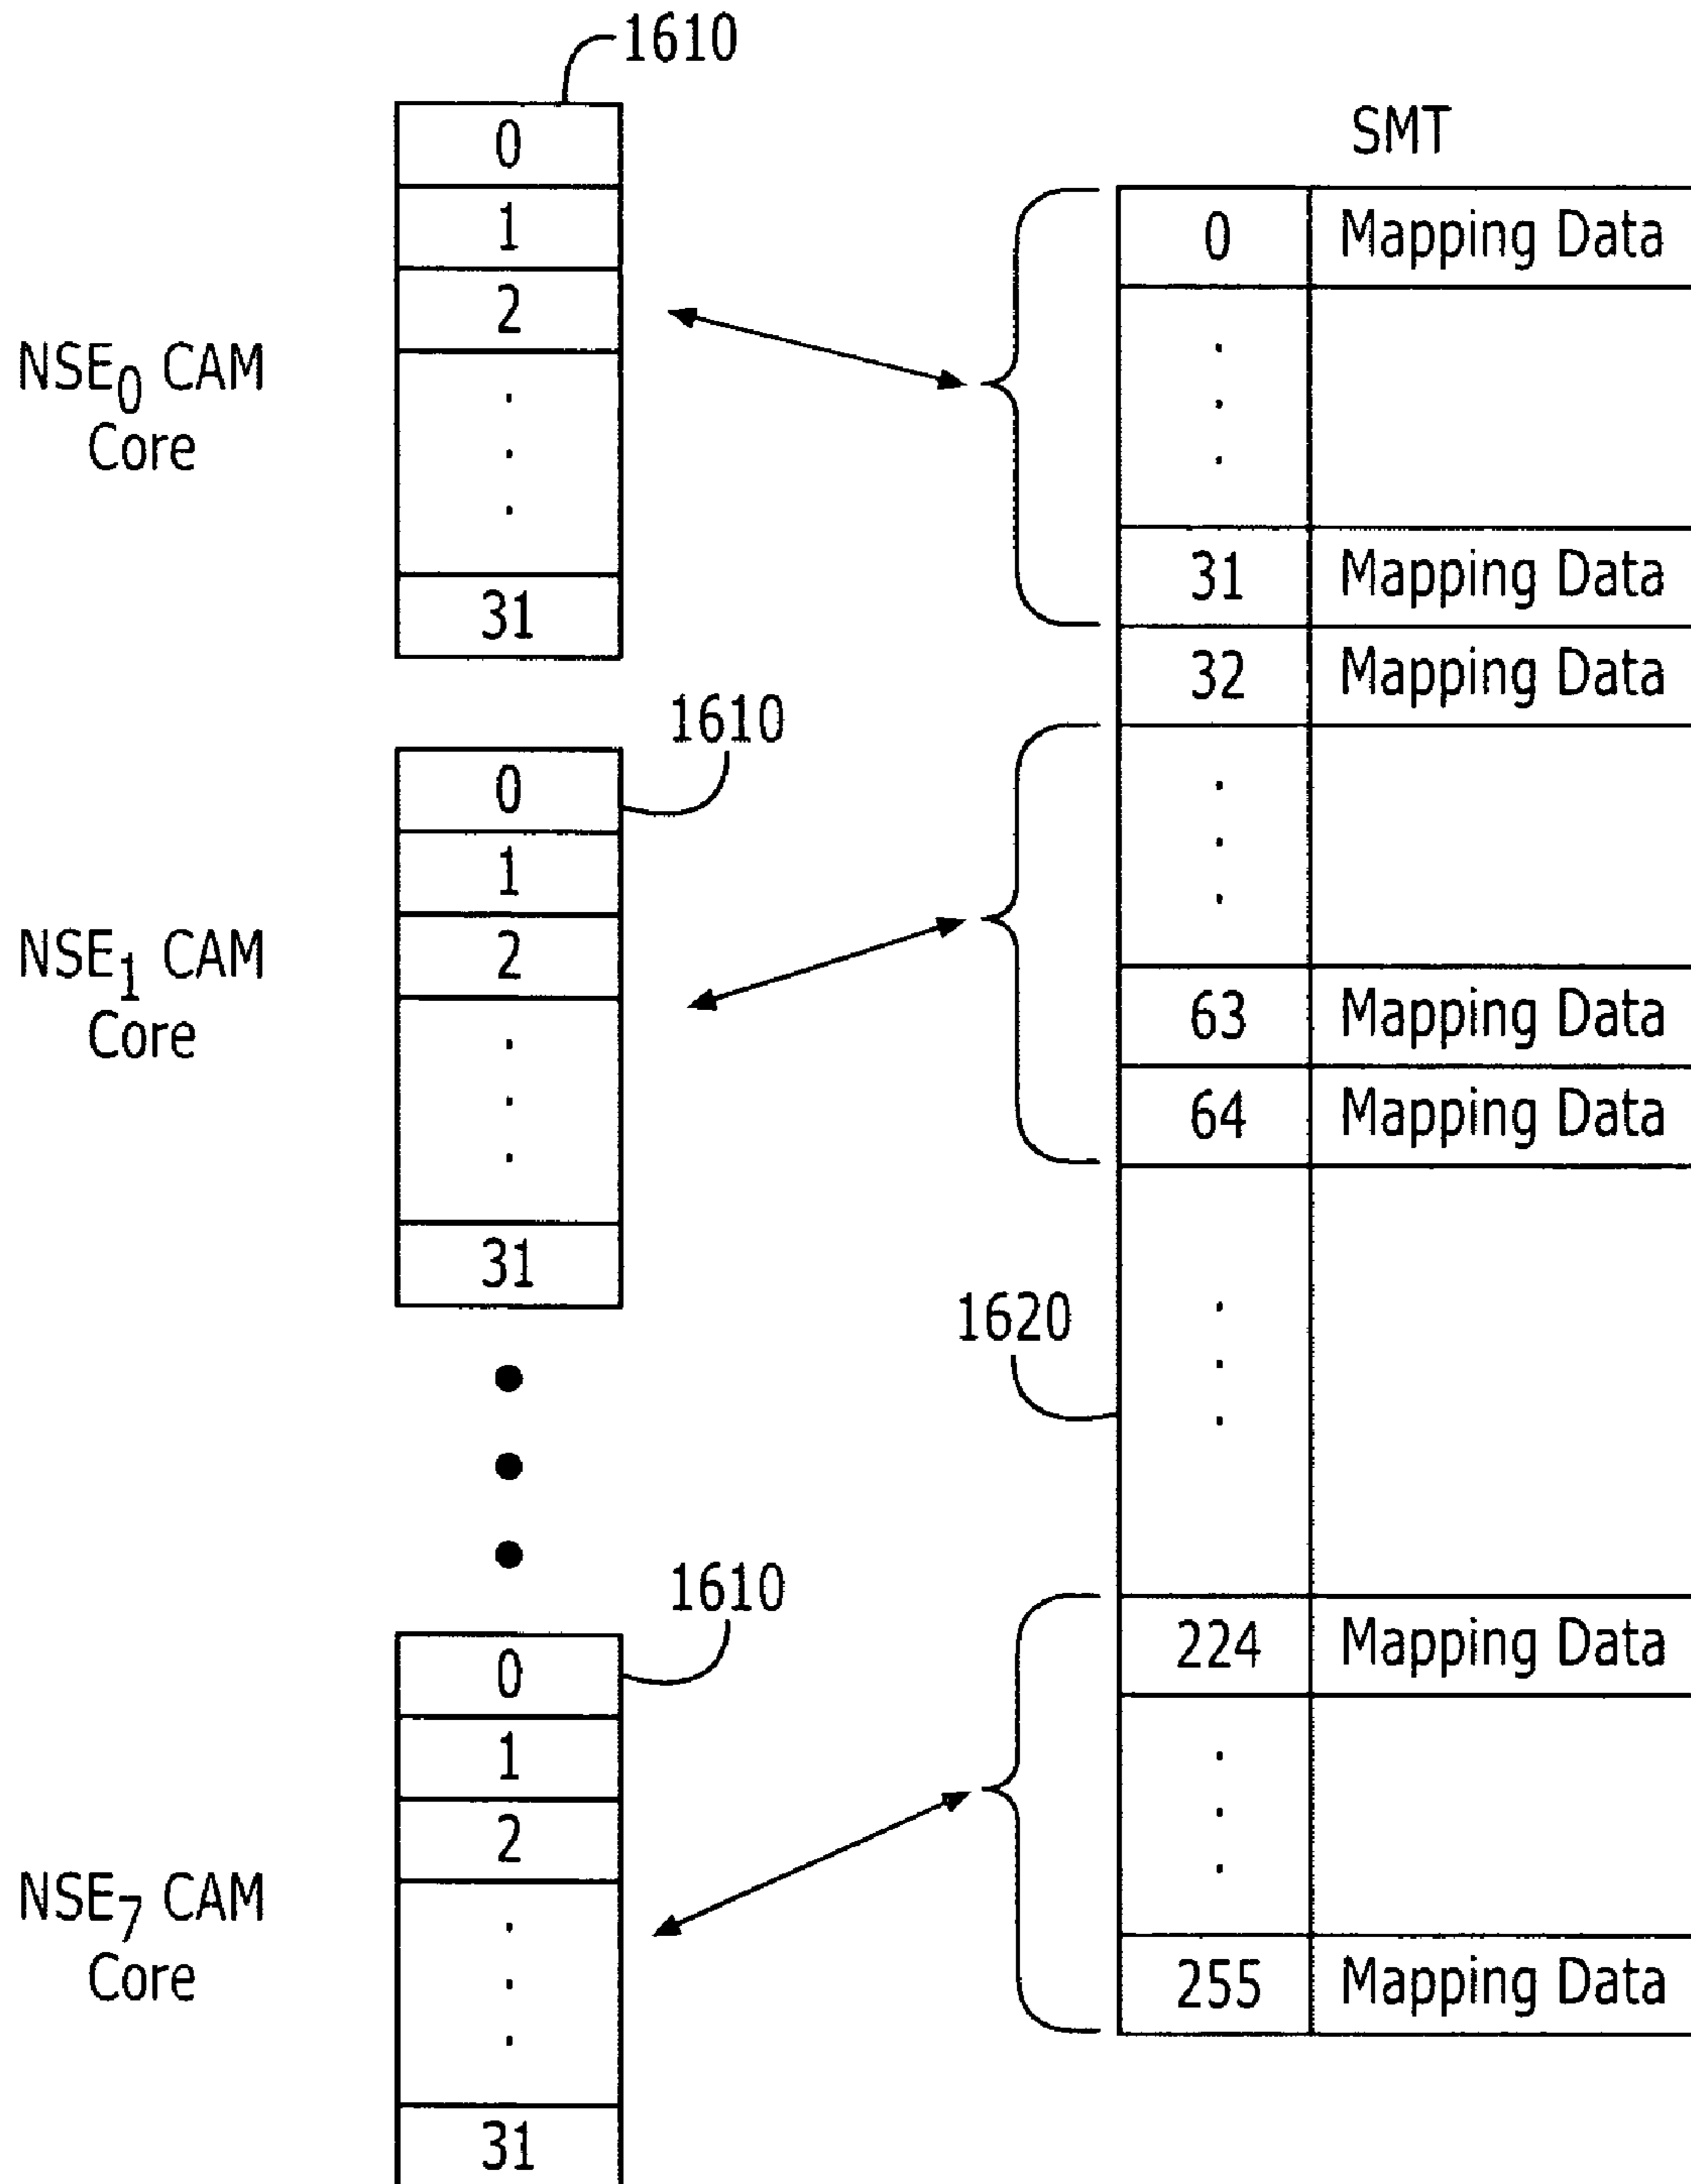 1610
0
1
2
31
NSE0 CAM
Core
1610
0
1
2
31
NSE1 CAM
Core
1610
0
1
2
31
NSE7 CAM
Core
SMT
0 Mapping Data
31 Mapping Data
32 Mapping Data
63 Mapping Data
64 Mapping Data
1620
224 Mapping Data
255 Mapping Data